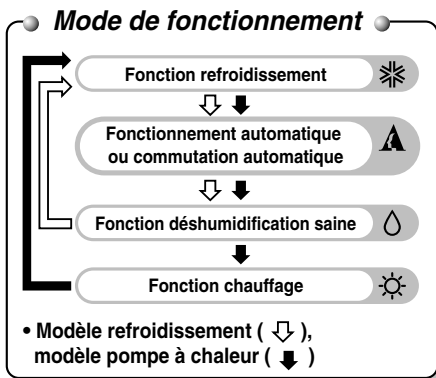 Mode de fonctionnement
Fonction refroidissement
Fonctionnement automatique
ou commutation automatique
Fonction déshumidification saine
Fonction chauffage
• Modèle refroidissement ( ),
modèle pompe à chaleur ( )